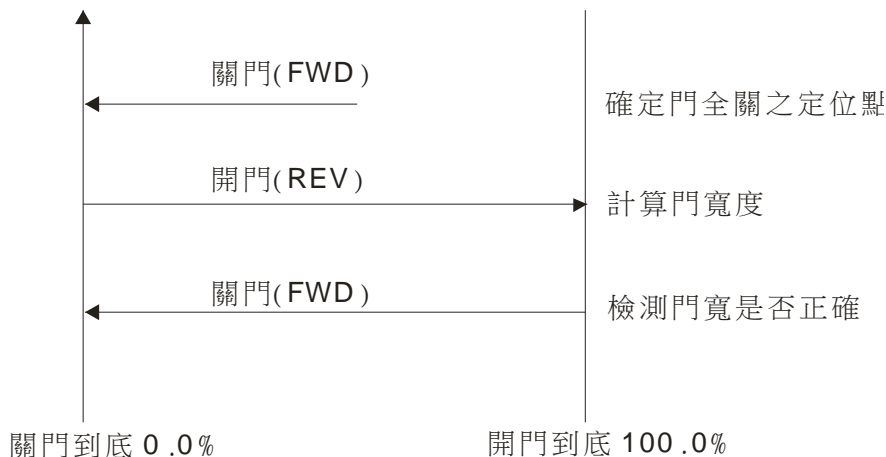 關門(FWD)
確定门全關之定位點
開門(REV)
計算門寬度
關門(FWD)
檢測門寬是否正確
關門到底 0.0%
開門到底 100.0%